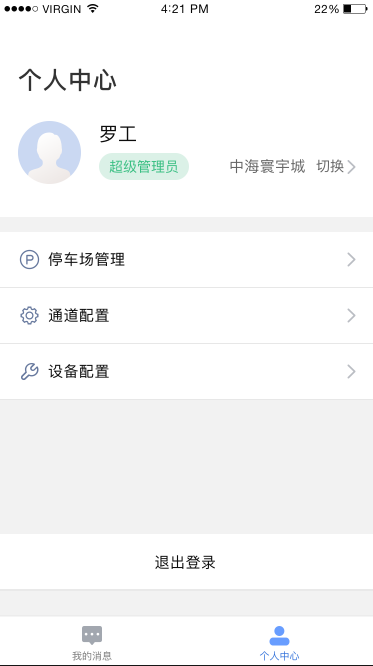 VIRGIN 4:21 PM 22%
个人中心
罗工
超级管理员 中海寰宇城 切换
P 停车场管理
通道配置
设备配置
退出登录
我的消息 个人中心